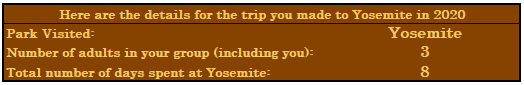 Here are the details for the trip you made to Yosemite in 2020
Park Visited: Yosemite
Number of adults in your group (including you): 3
Total number of days spent at Yosemite: 8